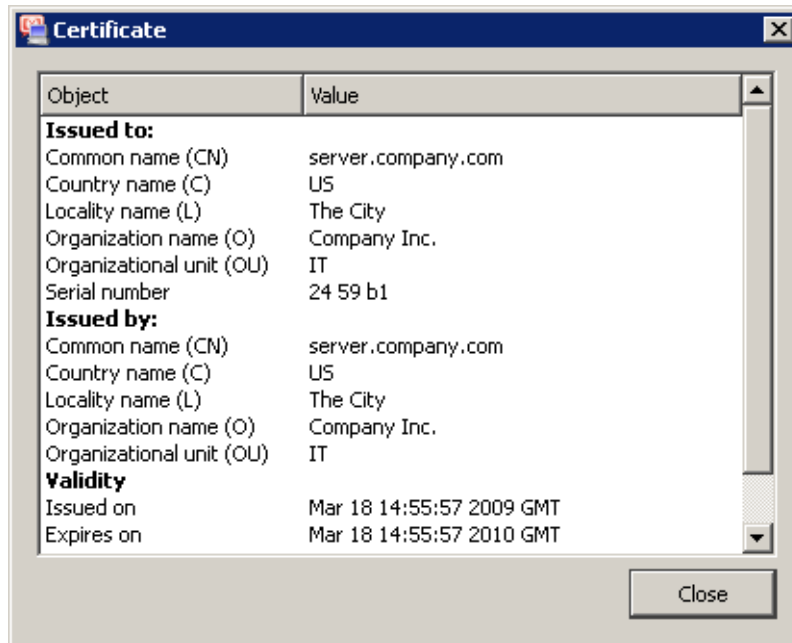 Certificate
Object Value
Issued to:
Common name (CN) server.company.com
Country name (C) US
Locality name (L) The City
Organization name (O) Company Inc.
Organizational unit (OU) IT
Serial number 24 59 b1
Issued by:
Common name (CN) server.company.com
Country name (C) US
Locality name (L) The City
Organization name (O) Company Inc.
Organizational unit (OU) IT
Validity
Issued on Mar 18 14:55:57 2009 GMT
Expires on Mar 18 14:55:57 2010 GMT
Close